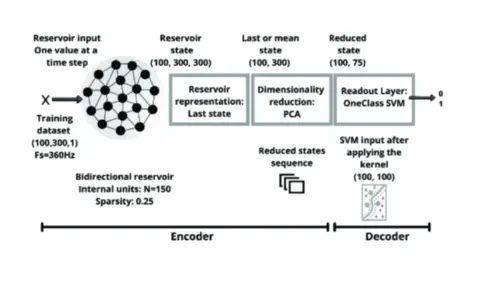 Reservoir input
One value at a
time step
Reservoir
state
(100, 300, 300)
Last or mean
state
(100, 300)
Reduced
state
(100, 75)
X
Training
dataset
(100,300,1)
Fs=360Hz
Reservoir
representation:
Last state
Dimensionality
reduction:
PCA
Readout Layer:
OneClass SVM
0
1
Bidirectional reservoir
Internal units: N=150
Sparsity: 0.25
Reduced states
sequence
SVM input after
applying the
kernel
(100, 100)
Encoder
Decoder